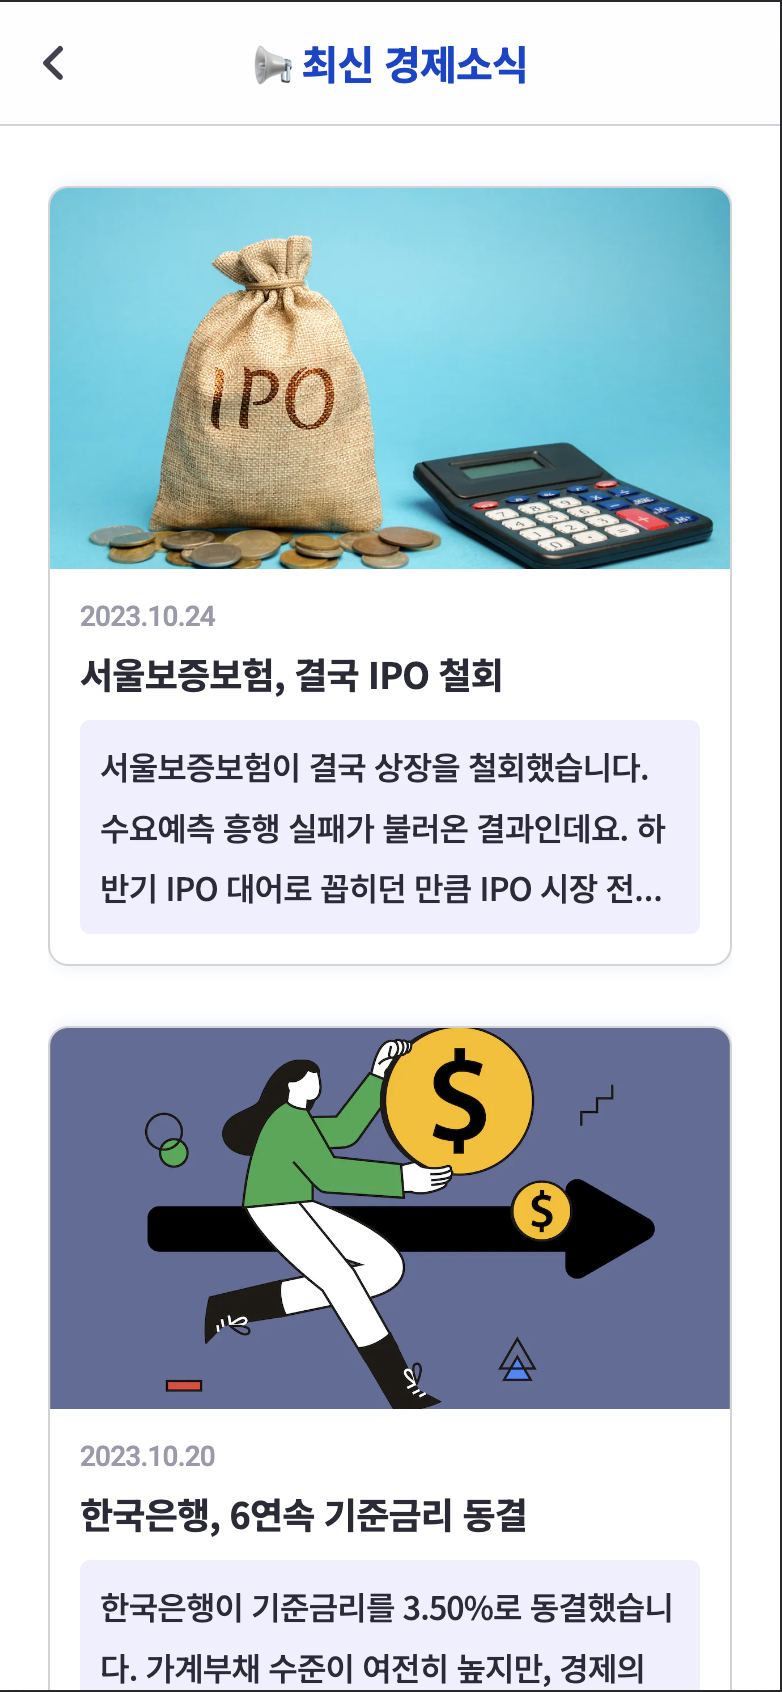 최신 경제소식
IPO
2023.10.24
서울보증보험, 결국 IPO 철회
서울보증보험이 결국 상장을 철회했습니다.
수요예측 흥행 실패가 불러온 결과인데요. 하
반기 IPO 대어로 꼽히던 만큼 IPO 시장 전...
$
$
2023.10.20
한국은행, 6연속 기준금리 동결
한국은행이 기준금리를 3.50%로 동결했습니
다. 가계부채 수준이 여전히 높지만, 경제의